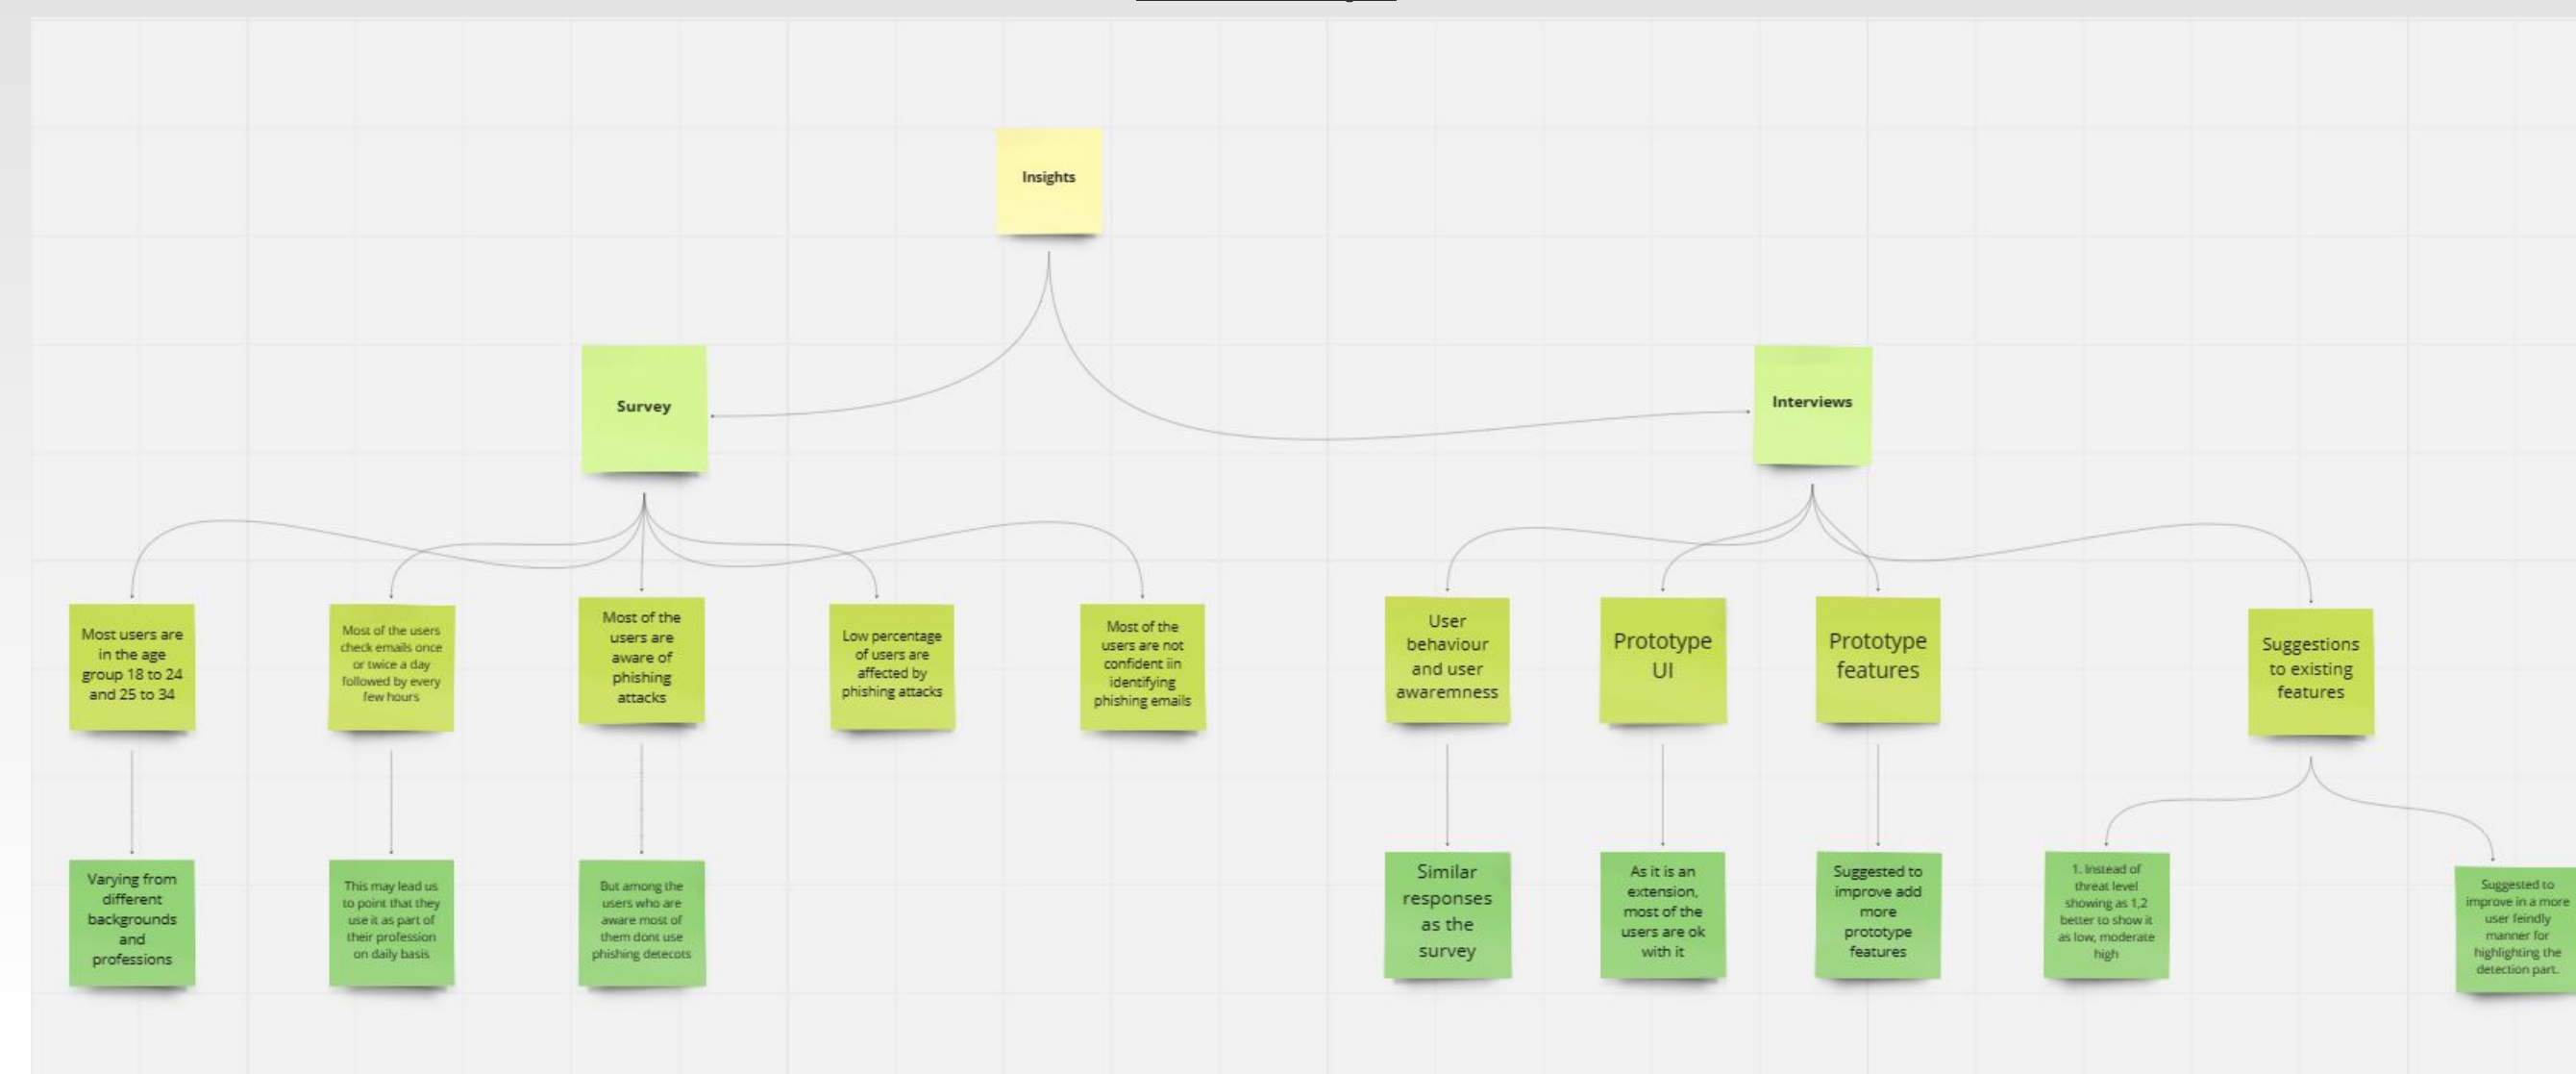 Insights
Survey
Interviews
Most users are
in the age
group 18 to 24
and 25 to 34
Most of the users
check emails once
or twice a day
followed by every
few hours
Most of the
users are
aware of
phishing
attacks
Low percentage
of users are
affected by
phishing attacks
Most of the
users are not
confident iin
identifying
phishing emails
User
behaviour
and user
awaremness
Prototype
UI
Prototype
features
Suggestions
to existing
features
Varying from
different
backgrounds
and
professions
This may lead us
to point that they
use it as part of
their profession
on daily basis
But among the
users who are
aware most of
them dont use
phishing detecots
Similar
responses
as the
survey
As it is an
extension,
most of the
users are ok
with it
Suggested to
improve add
more
prototype
features
1. Instead of
threat level
showing as 1,2
better to show it
as low, moderate
high
Suggested to
improve in a more
user feindly
manner for
highlighting the
detection part.